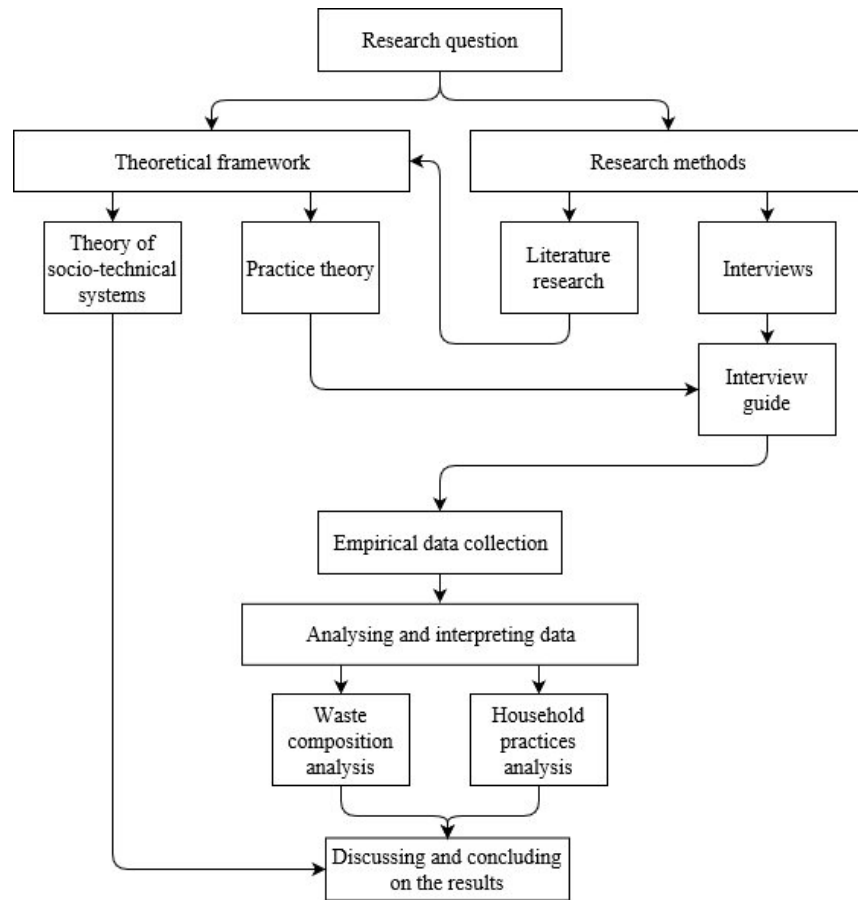 Research question
Theoretical framework
Research methods
Theory of
socio-technical
systems
Practice theory
Literature
research
Interviews
Interview
guide
Empirical data collection
Analysing and interpreting data
Waste
composition
analysis
Household
practices
analysis
Discussing and concluding
on the results